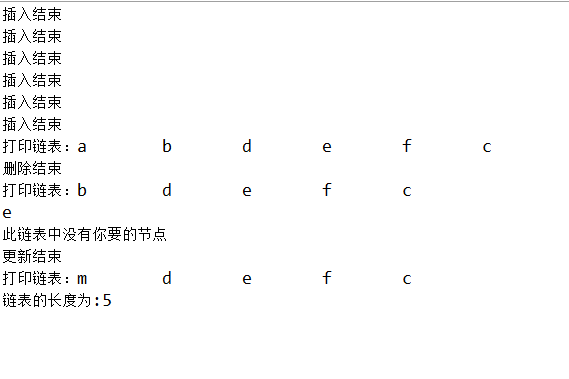 插入结束
插入结束
插入结束
插入结束
插入结束
插入结束
打印链表：a b d e f c
删除结束
打印链表：b d e f c
e
此链表中没有你要的节点
更新结束
打印链表：m d e f c
链表的长度为:5